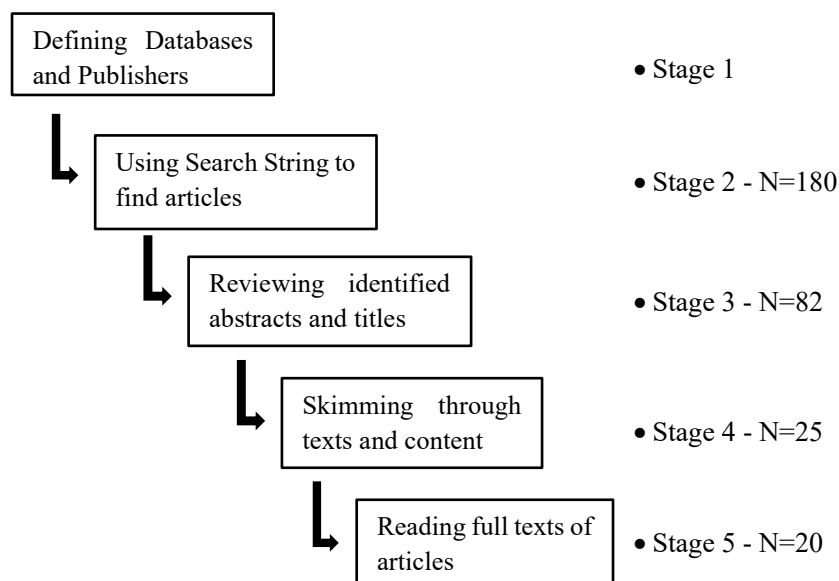 Defining Databases
and Publishers
• Stage 1
Using Search String to
find articles
• Stage 2 - N=180
Reviewing identified
abstracts and titles
• Stage 3 - N=82
Skimming through
texts and content
• Stage 4 - N=25
Reading full texts of
articles
• Stage 5 - N=20